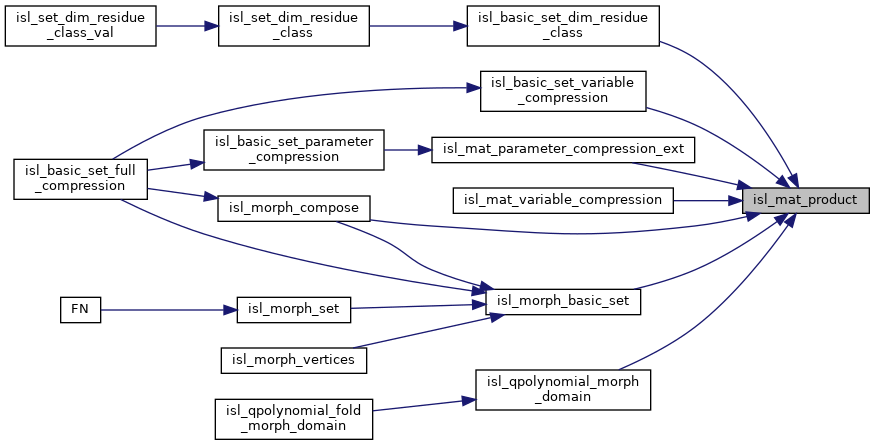 isl_set_dim_residue
_class_val
isl_set_dim_residue
_class
isl_basic_set_dim_residue
_class
isl_basic_set_variable
_compression
isl_basic_set_parameter
_compression
isl_mat_parameter_compression_ext
isl_basic_set_full
_compression
isl_mat_variable_compression
isl_mat_product
isl_morph_compose
isl_morph_basic_set
FN
isl_morph_set
isl_morph_vertices
isl_qpolynomial_morph
_domain
isl_qpolynomial_fold
_morph_domain